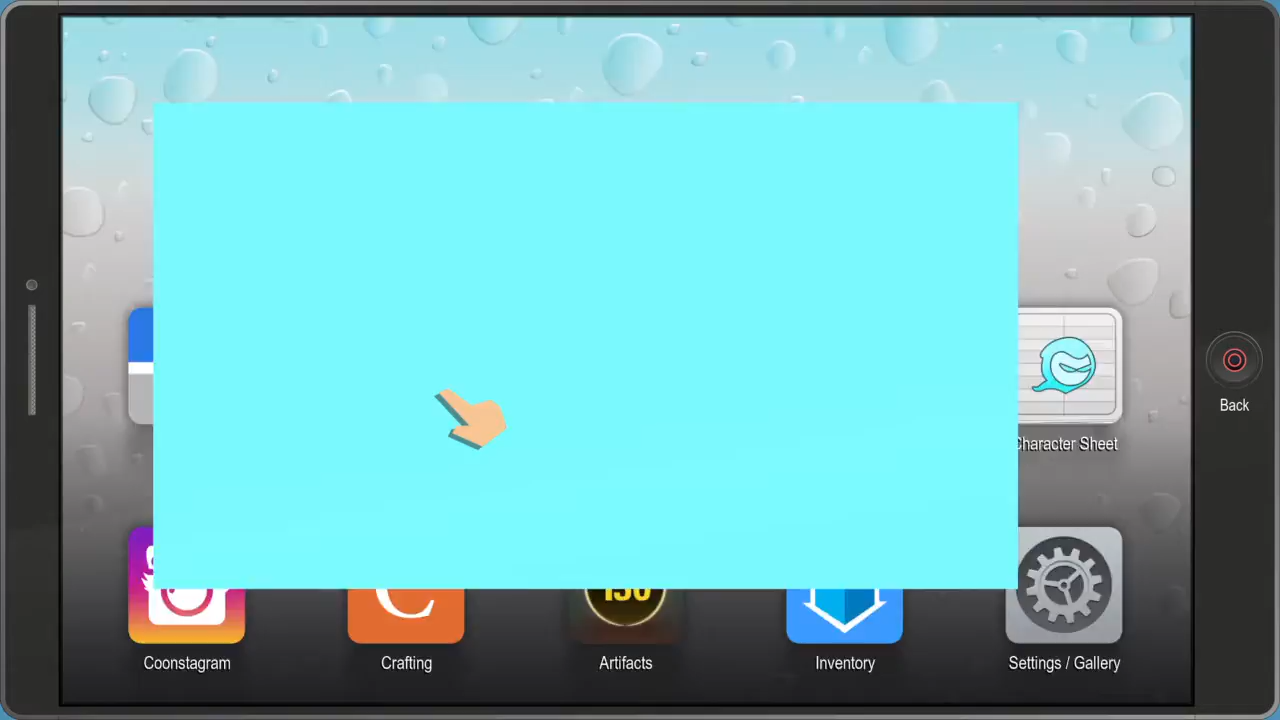 Back
Character Sheet
Coonstagram
Crafting
Artifacts
Inventory
Settings / Gallery